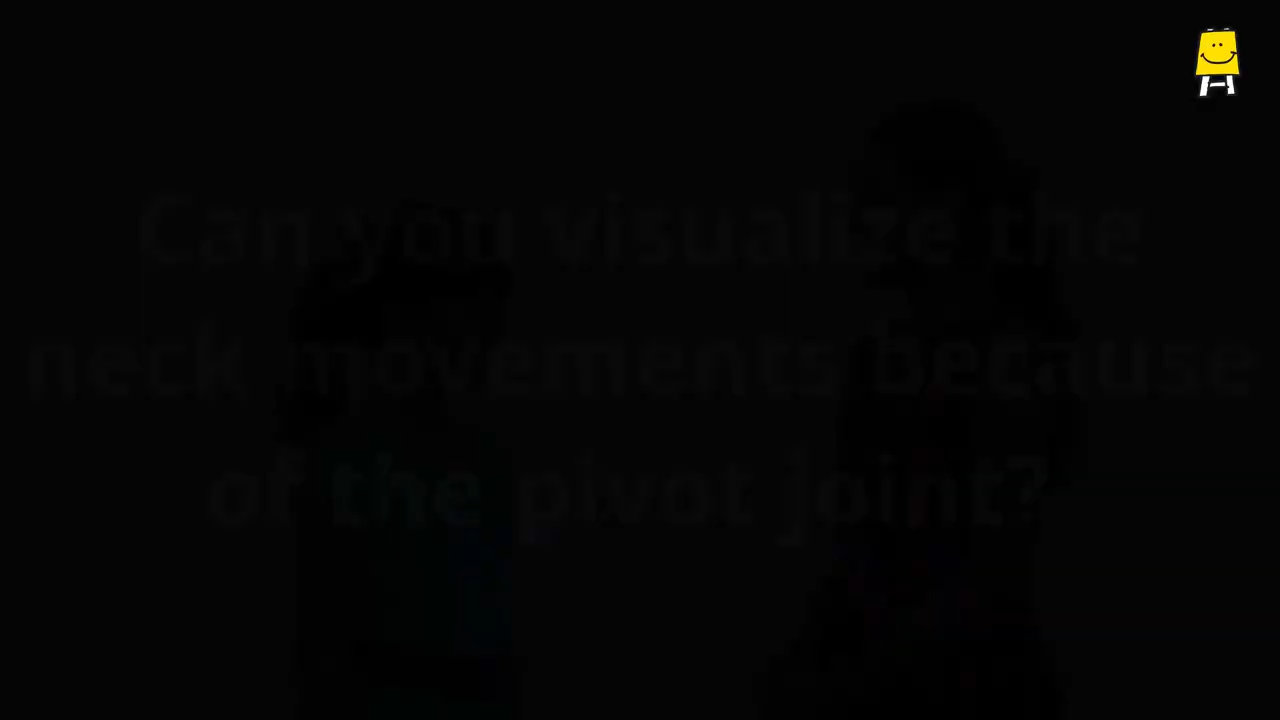 Can you visualize the
neck movements because
of the pivot joint?